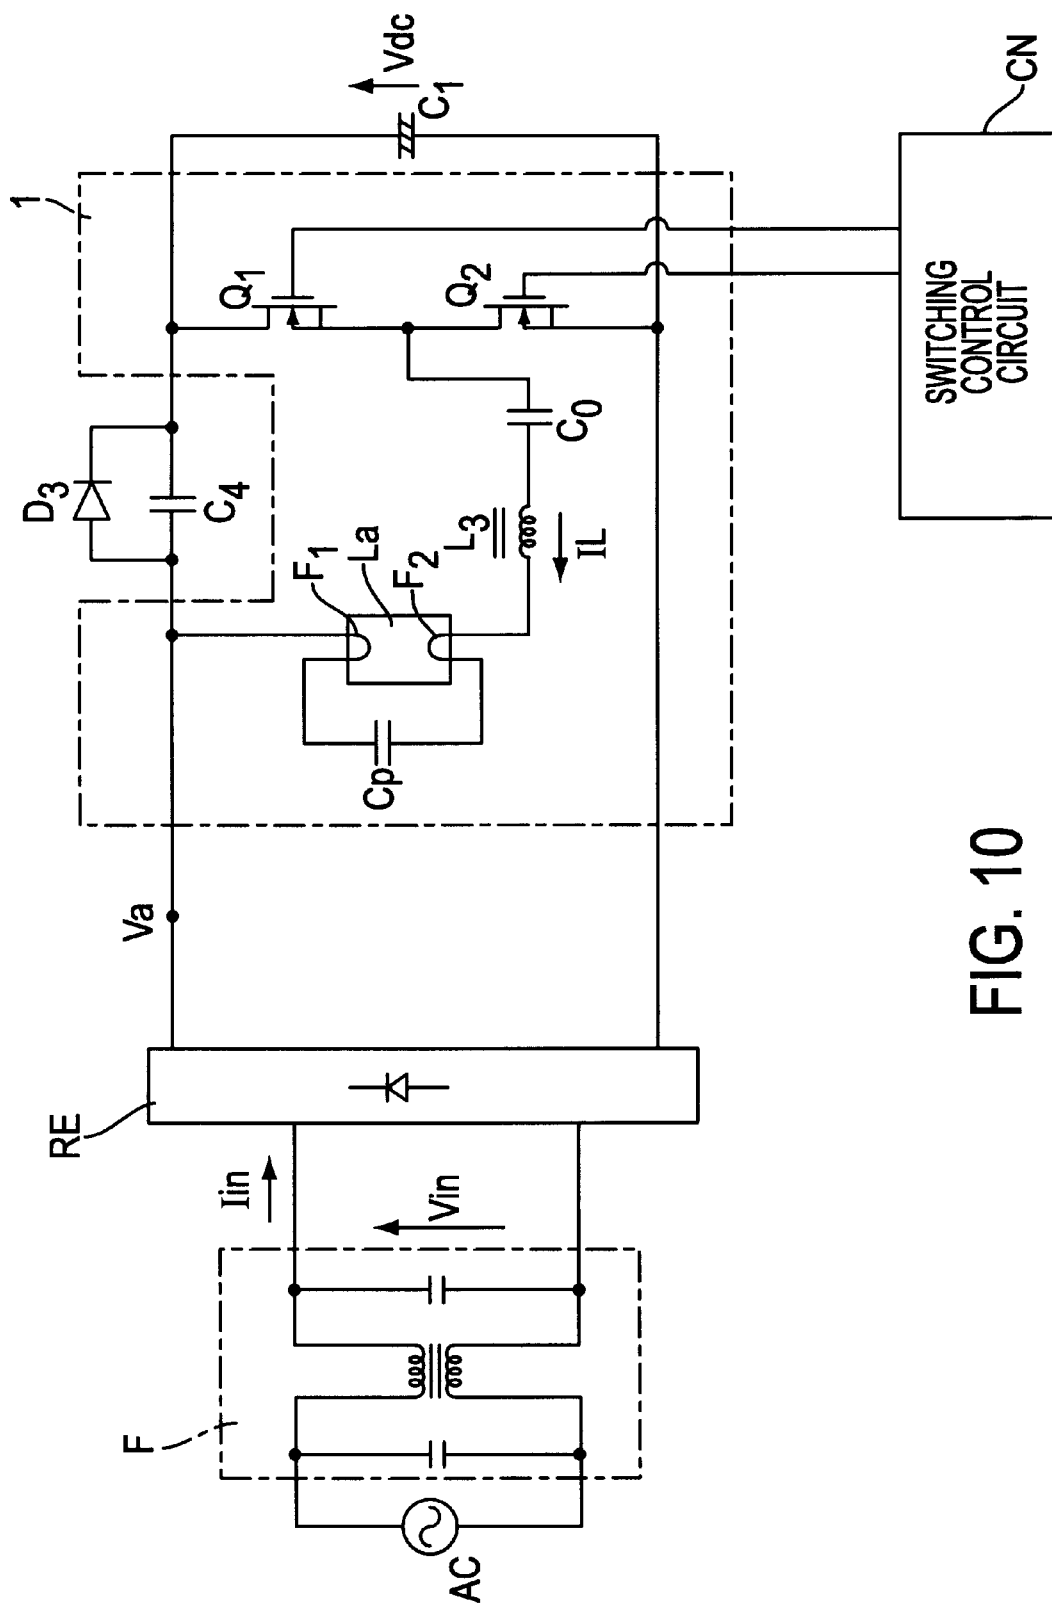 1
Vdc
C1
Q1
Q2
D3
C4
C0
L3
IL
F1
La
F2
Cp
Va
RE
Iin
Vin
F
AC
CN
SWITCHING
CONTROL
CIRCUIT
FIG. 10